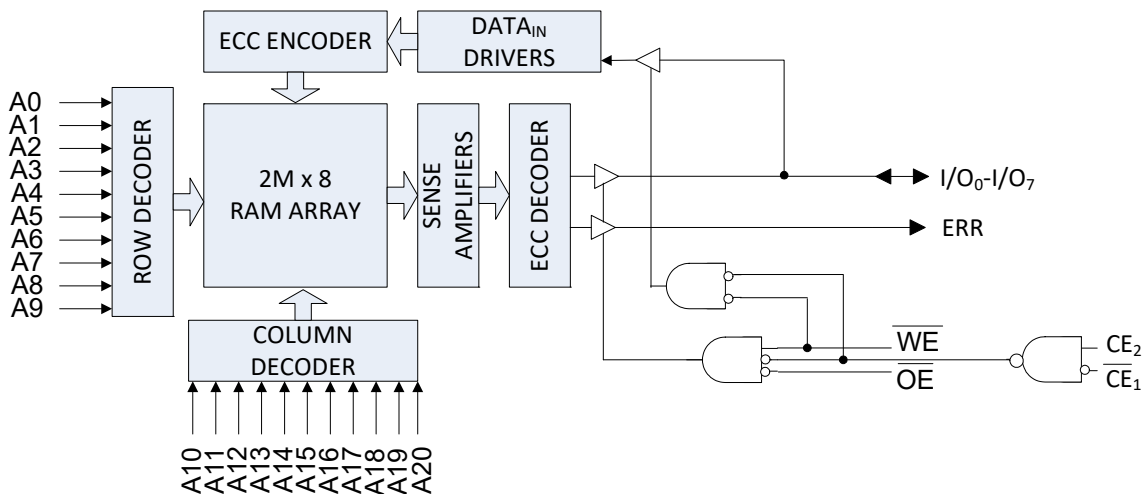 ECC ENCODER
DATAIN
DRIVERS
A0
A1
A2
A3
A4
A5
A6
A7
A8
A9
ROW DECODER
2M x 8
RAM ARRAY
SENSE
AMPLIFIERS
ECC DECODER
I/O0-I/O7
ERR
COLUMN
DECODER
WE
OE
CE2
CE1
A10
A11
A12
A13
A14
A15
A16
A17
A18
A19
A20